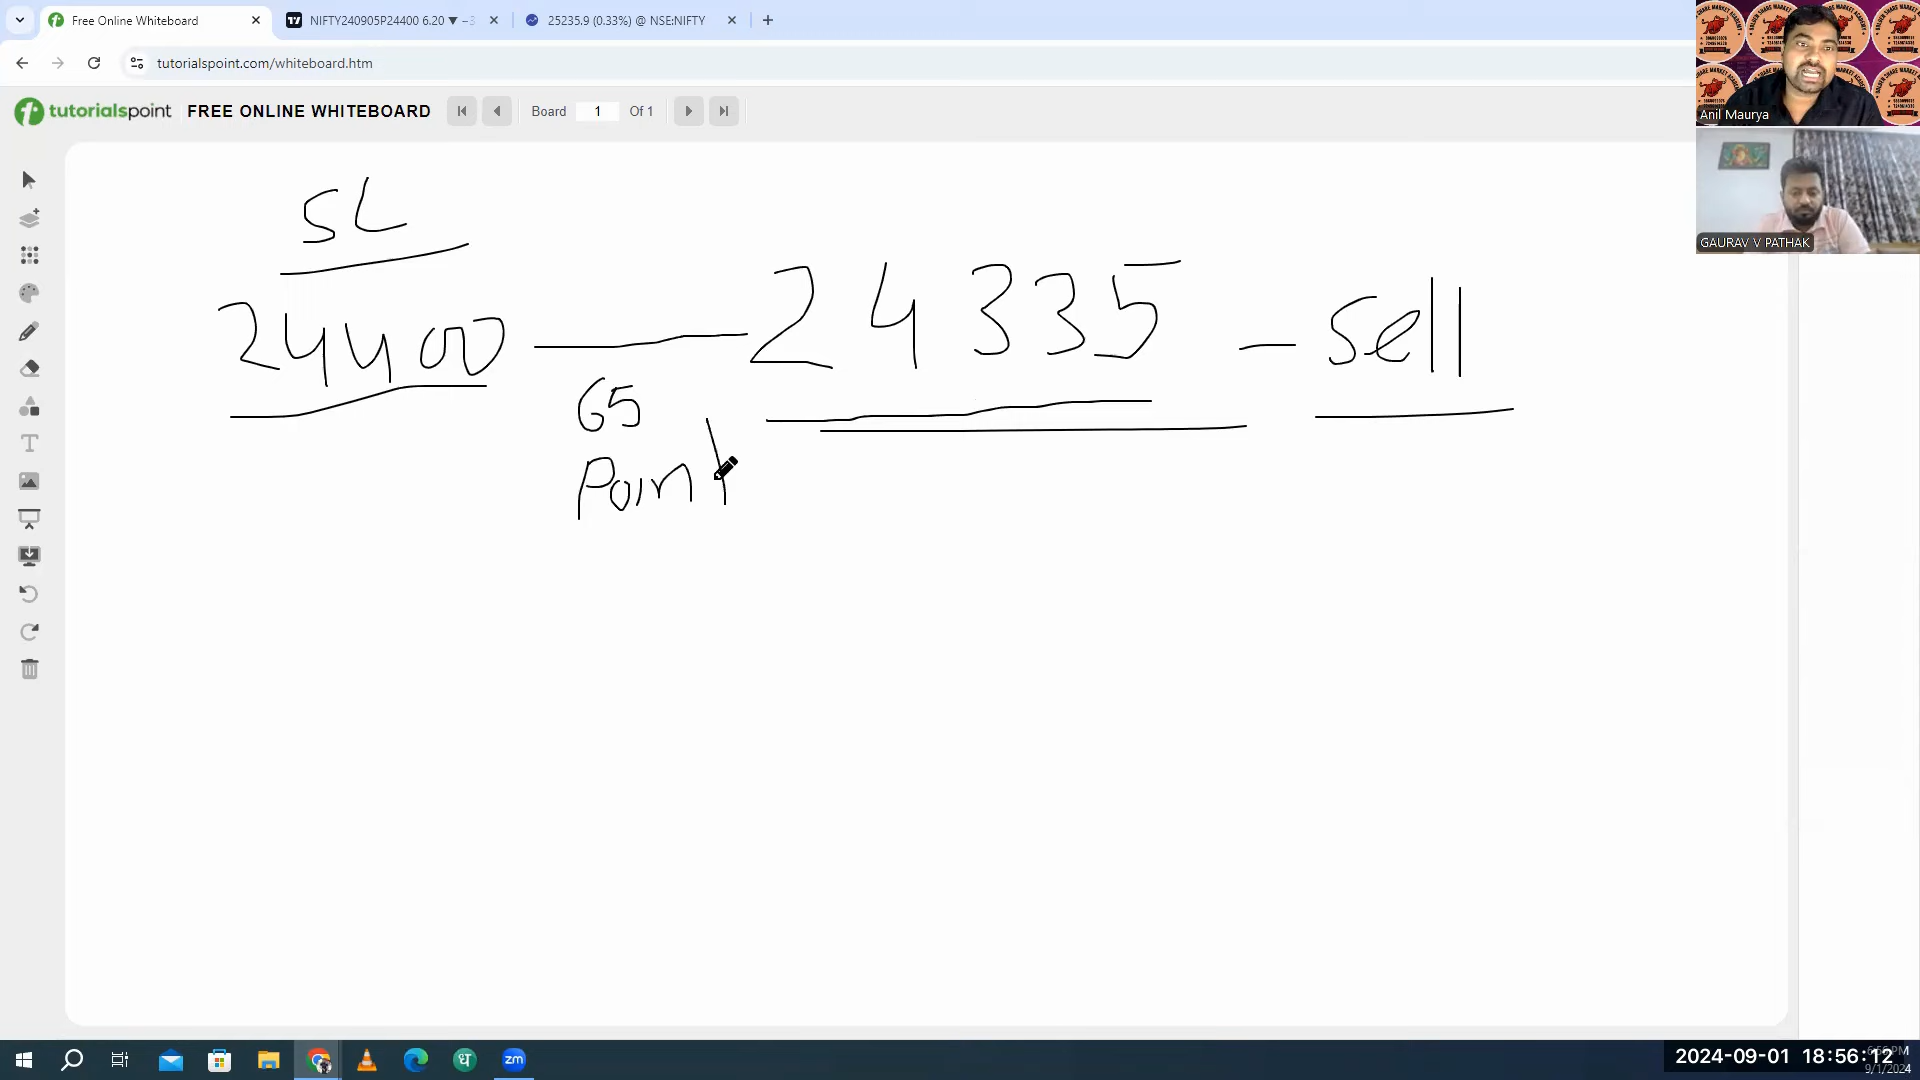 Free Online Whiteboard
NIFTY240905P24400 6.20 ▼ −3
25235.9 (0.33%) @ NSE:NIFTY
tutorialspoint.com/whiteboard.htm
tutorialspoint FREE ONLINE WHITEBOARD Board 1 Of 1
Anil Maurya
GAURAV V PATHAK
SL
24400 — 24335 — sell
65
Point
2024-09-01 18:56:12
9/1/2024